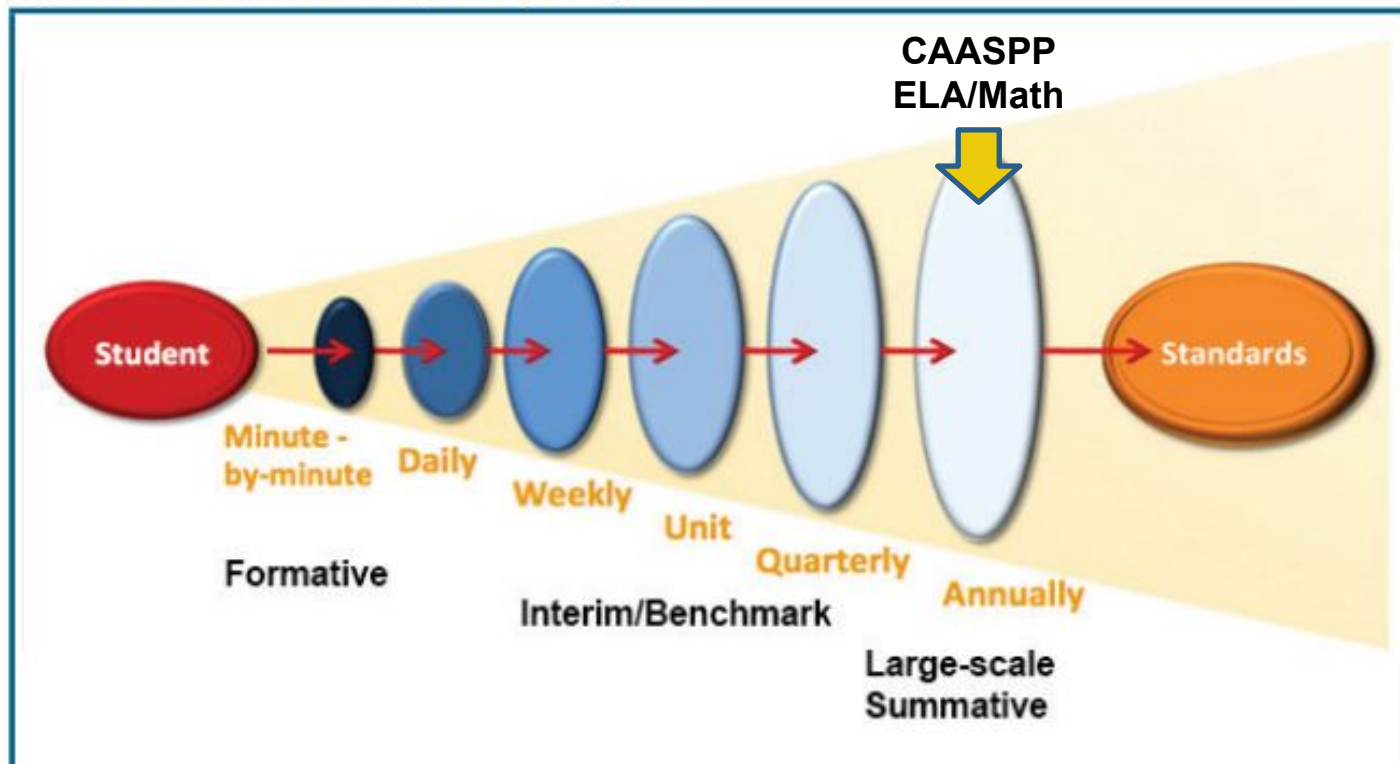 CAASPP
ELA/Math
Student
Standards
Minute -
by-minute
Daily
Weekly
Unit
Quarterly
Annually
Formative
Interim/Benchmark
Large-scale
Summative